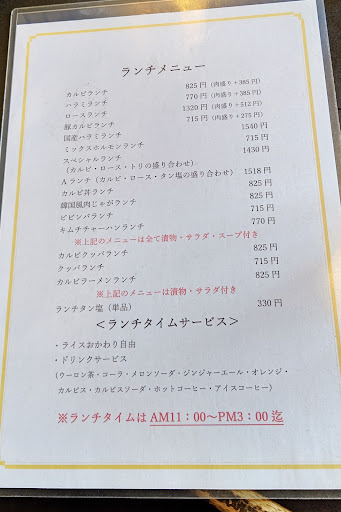 ランチメニュー
カルビランチ 825円（肉盛り＋385円）
ハラミランチ 770円（肉盛り＋385円）
ロースランチ 1320円（肉盛り＋512円）
豚カルビランチ 715円（肉盛り＋275円）
国産ハラミランチ 1540円
ミックスホルモンランチ 715円
スペシャルランチ 1430円
（カルビ・ロース・トリの盛り合わせ）
Aランチ（カルビ・ロース・タン塩の盛り合わせ） 1518円
カルビ丼ランチ 825円
韓国風肉じゃがランチ 825円
ビビンバランチ 715円
キムチチャーハンランチ 770円
※上記のメニューは全て漬物・サラダ・スープ付き
カルビクッパランチ 825円
クッパランチ 715円
カルビラーメンランチ 825円
※上記のメニューは漬物・サラダ付き
ランチタン塩（単品） 330円
＜ランチタイムサービス＞
・ライスおかわり自由
・ドリンクサービス
（ウーロン茶・コーラ・メロンソーダ・ジンジャーエール・オレンジ・
カルピス・カルピスソーダ・ホットコーヒー・アイスコーヒー）
※ランチタイムは AM11：00～PM3：00 迄